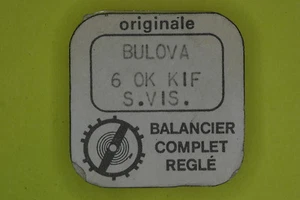 originale
BULOVA
6 OK KIF
S.VIS.
BALANCIER
COMPLET
REGLÉ